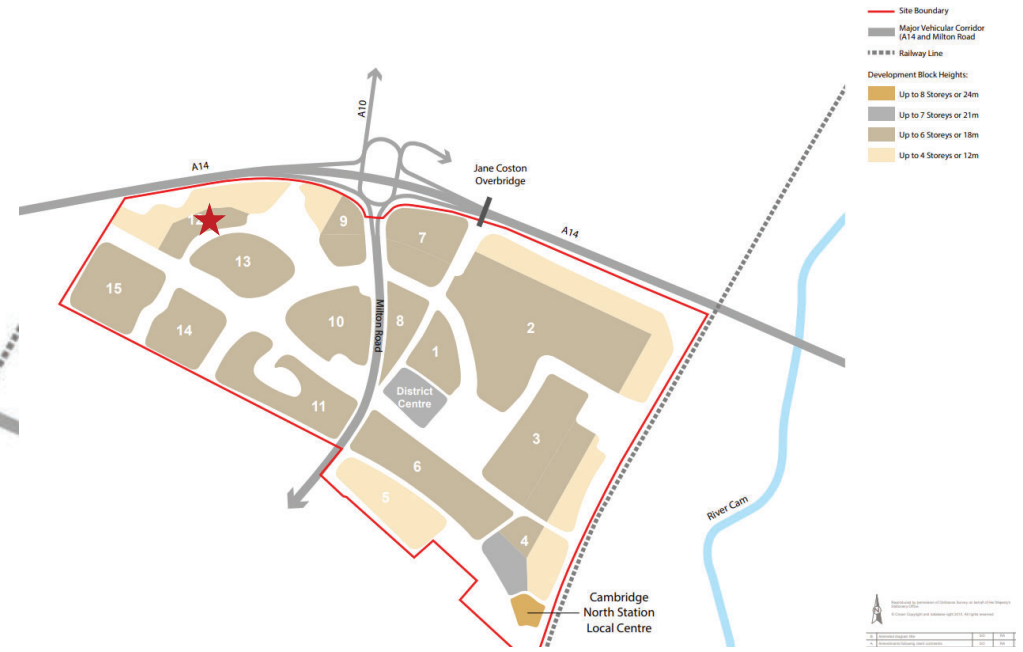 Site Boundary
Major Vehicular Corridor
(A14 and Milton Road
Railway Line
Development Block Heights:
Up to 8 Storeys or 24m
Up to 7 Storeys or 21m
Up to 6 Storeys or 18m
Up to 4 Storeys or 12m
A10
A14
Jane Coston
Overbridge
A14
9
7
13
15
14
10
Milton Road
8
1
2
District
Centre
11
3
6
5
4
River Cam
Cambridge
North Station
Local Centre
N